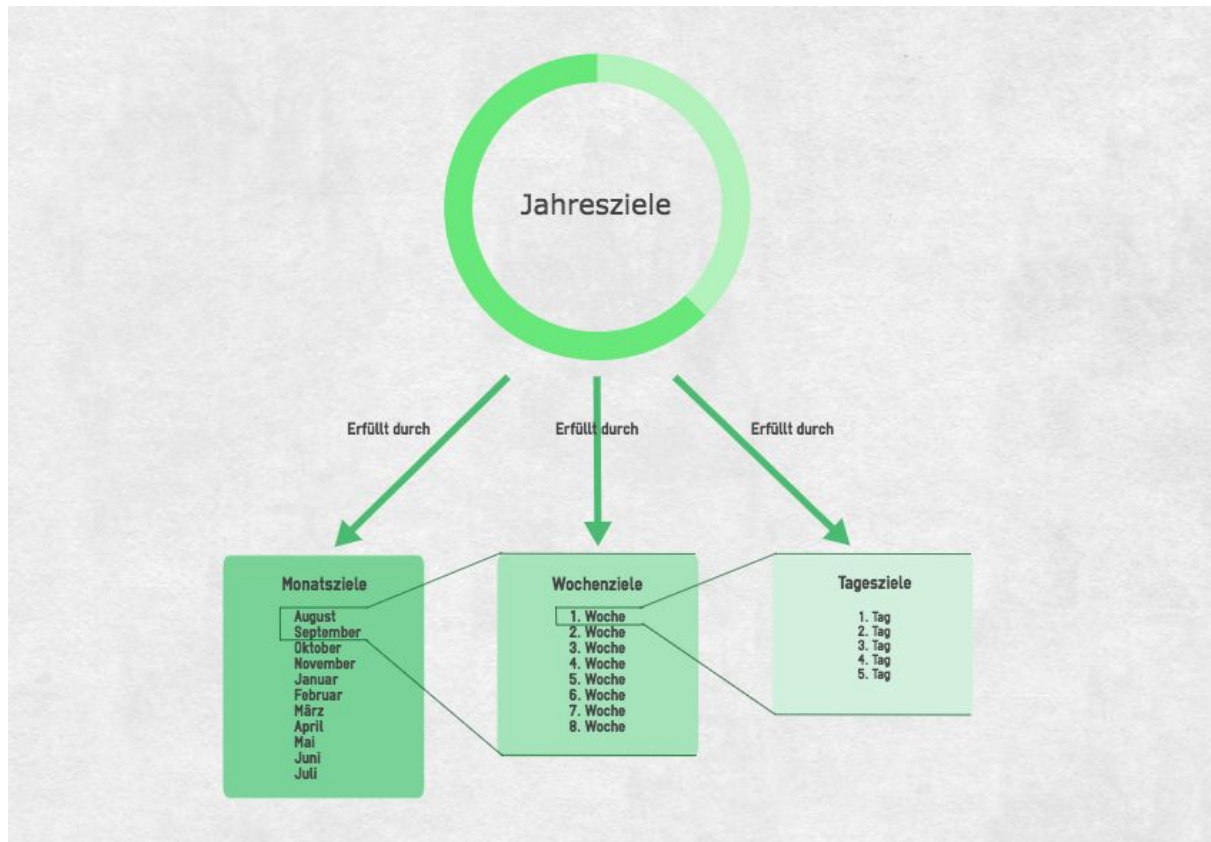 Jahresziele
Erfüllt durch
Erfüllt durch
Erfüllt durch
Monatsziele
August
September
Oktober
November
Januar
Februar
März
April
Mai
Juni
Juli
Wochenziele
1. Woche
2. Woche
3. Woche
4. Woche
5. Woche
6. Woche
7. Woche
8. Woche
Tagesziele
1. Tag
2. Tag
3. Tag
4. Tag
5. Tag